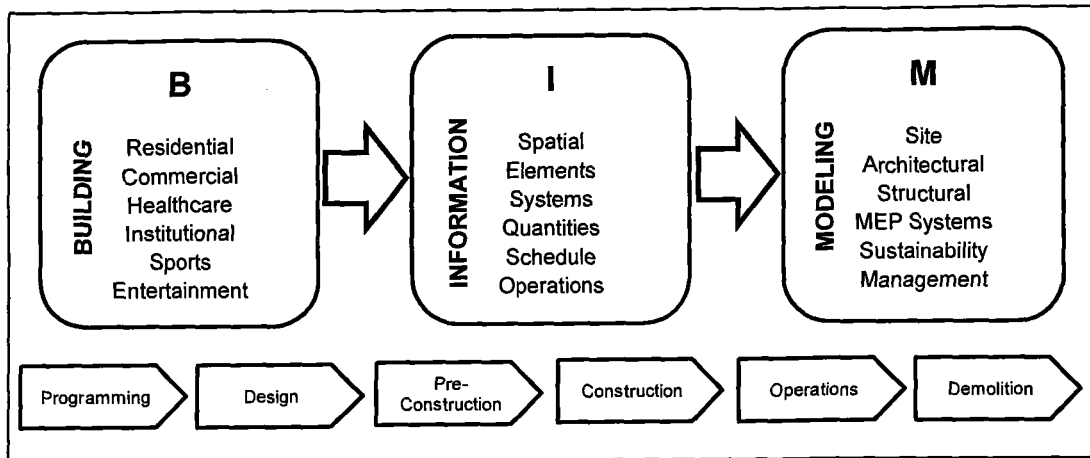 B
BUILDING
Residential
Commercial
Healthcare
Institutional
Sports
Entertainment
I
INFORMATION
Spatial
Elements
Systems
Quantities
Schedule
Operations
M
MODELING
Site
Architectural
Structural
MEP Systems
Sustainability
Management
Programming
Design
Pre-
Construction
Construction
Operations
Demolition